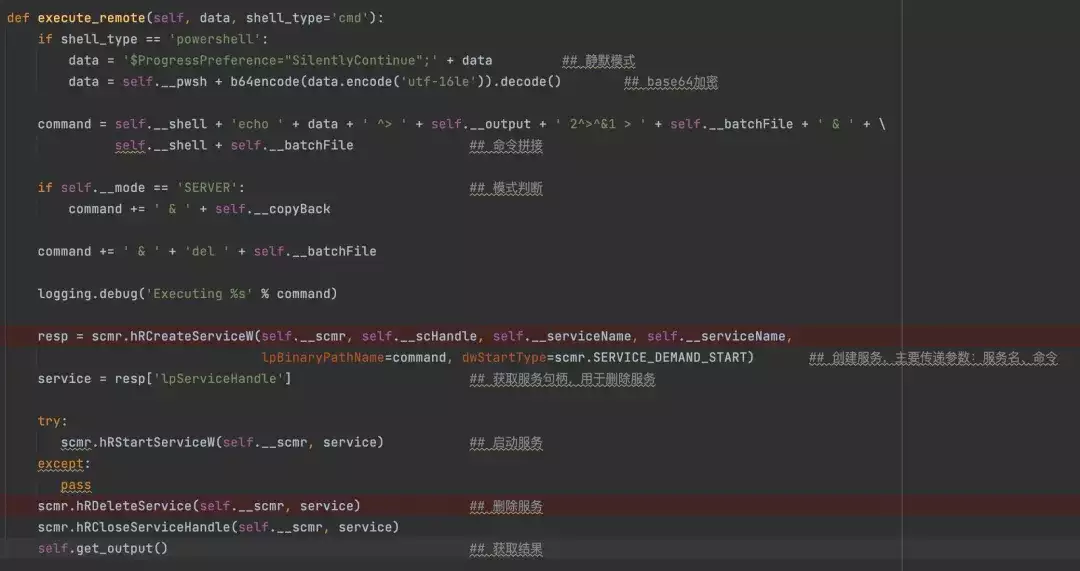 def execute_remote(self, data, shell_type='cmd'):
if shell_type == 'powershell':
data = '$ProgressPreference="SilentlyContinue";' + data ## 静默模式
data = self.__pwsh + b64encode(data.encode('utf-16le')).decode() ## base64加密
command = self.__shell + 'echo ' + data + ' ^> ' + self.__output + ' 2^>^&1 > ' + self.__batchFile + ' & ' + \
self.__shell + self.__batchFile ## 命令拼接
if self.__mode == 'SERVER': ## 模式判断
command += ' & ' + self.__copyBack
command += ' & ' + 'del ' + self.__batchFile
logging.debug('Executing %s' % command)
resp = scmr.hRCreateServiceW(self.__scmr, self.__scHandle, self.__serviceName, self.__serviceName,
lpBinaryPathName=command, dwStartType=scmr.SERVICE_DEMAND_START) ## 创建服务、主要传递参数：服务名、命令
service = resp['lpServiceHandle'] ## 获取服务句柄，用于删除服务
try:
scmr.hRStartServiceW(self.__scmr, service) ## 启动服务
except:
pass
scmr.hRDeleteService(self.__scmr, service) ## 删除服务
scmr.hRCloseServiceHandle(self.__scmr, service)
self.get_output() ## 获取结果